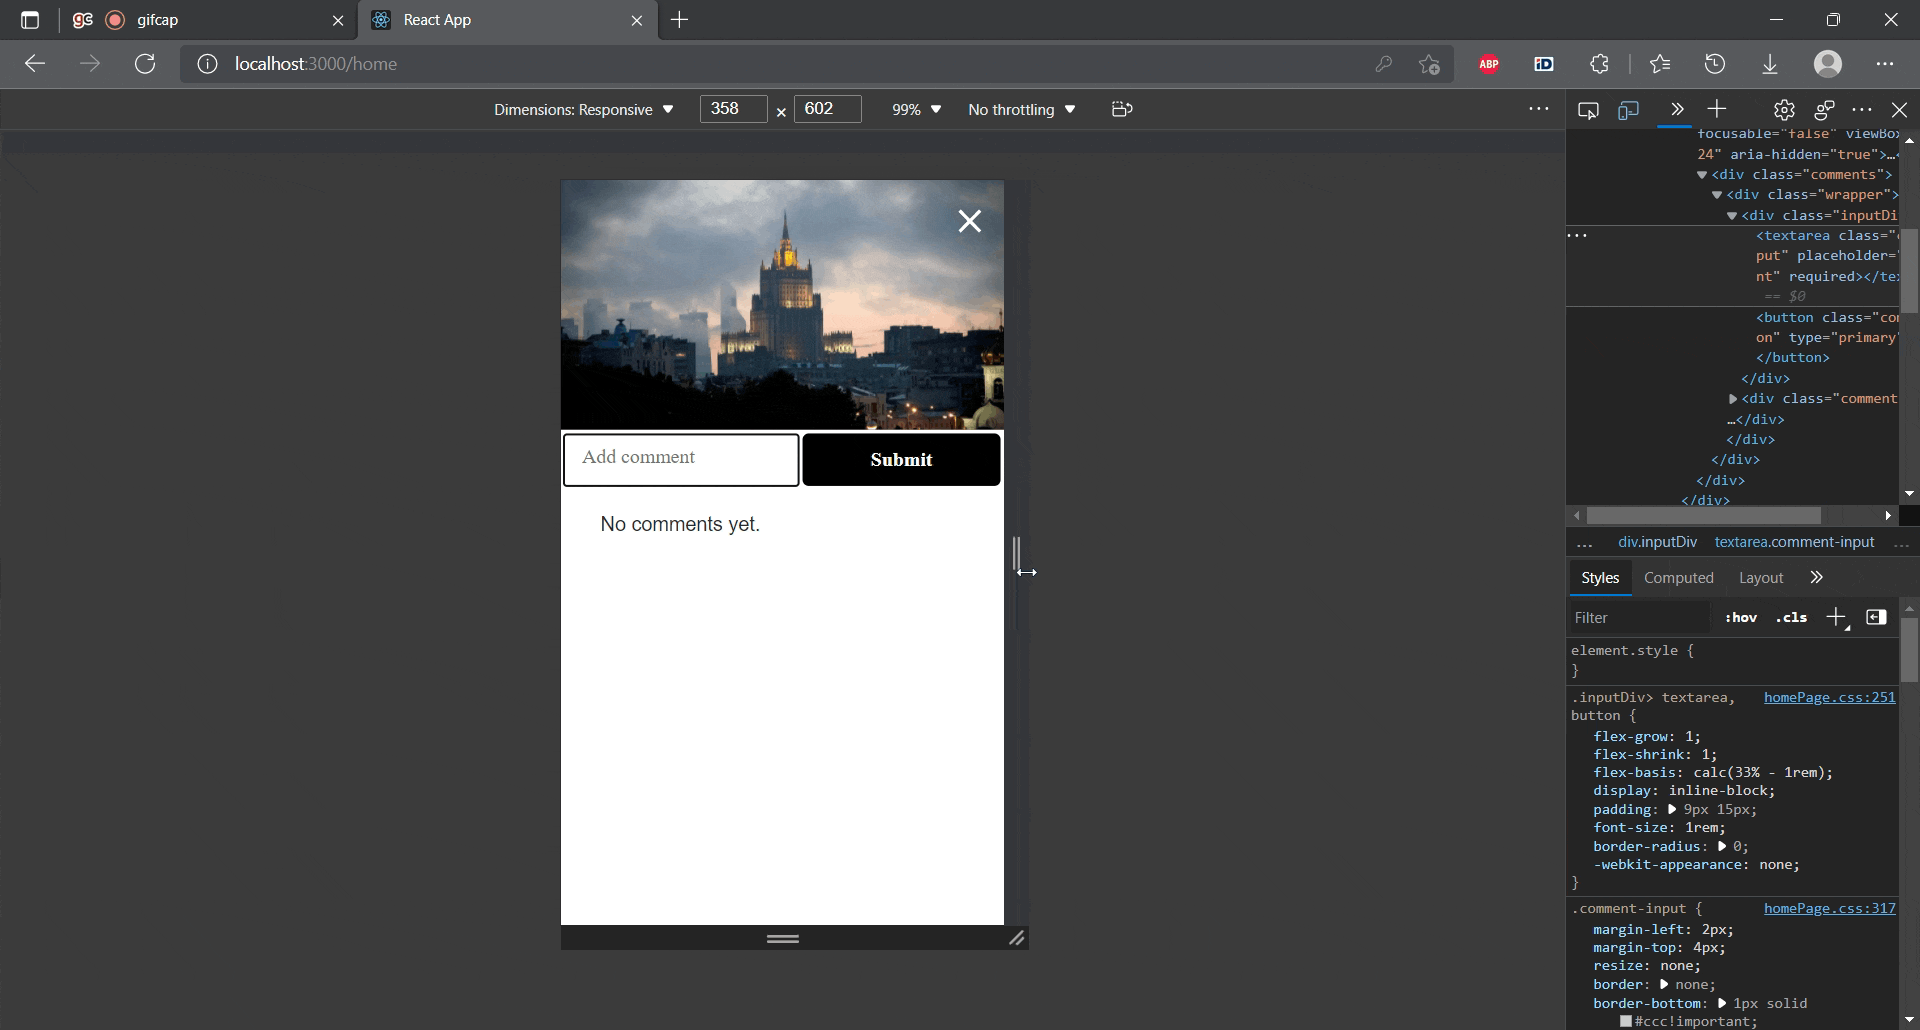 gc gifcap
React App
localhost:3000/home
ABP
iD
Dimensions: Responsive
358
×
602
99%
No throttling
focusable="false" viewBox
24" aria-hidden="true">…<
<div class="comments">
<div class="wrapper">
<div class="inputDi
<textarea class="c
put" placeholder="
nt" required></tex
== $0
<button class="con
on" type="primary"
</button>
</div>
<div class="comment
…</div>
</div>
</div>
</div>
</div>
...
div.inputDiv
textarea.comment-input
...
Styles
Computed
Layout
Filter
:hov
.cls
element.style {
}
.inputDiv> textarea,
homePage.css:251
button {
flex-grow: 1;
flex-shrink: 1;
flex-basis: calc(33% - 1rem);
display: inline-block;
padding: 9px 15px;
font-size: 1rem;
border-radius: 0;
-webkit-appearance: none;
}
.comment-input {
homePage.css:317
margin-left: 2px;
margin-top: 4px;
resize: none;
border: none;
border-bottom: 1px solid
#ccc!important;
Add comment
Submit
No comments yet.